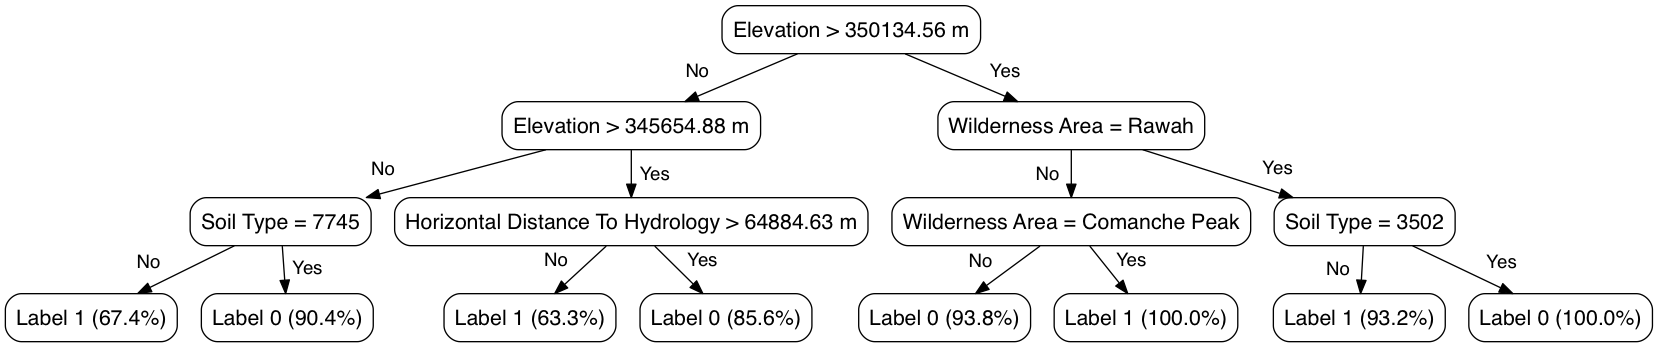 Elevation > 350134.56 m
No
Yes
Elevation > 345654.88 m
Wilderness Area = Rawah
No
Yes
No
Yes
Soil Type = 7745
Horizontal Distance To Hydrology > 64884.63 m
Wilderness Area = Comanche Peak
Soil Type = 3502
No
Yes
No
Yes
No
Yes
No
Yes
Label 1 (67.4%)
Label 0 (90.4%)
Label 1 (63.3%)
Label 0 (85.6%)
Label 0 (93.8%)
Label 1 (100.0%)
Label 1 (93.2%)
Label 0 (100.0%)